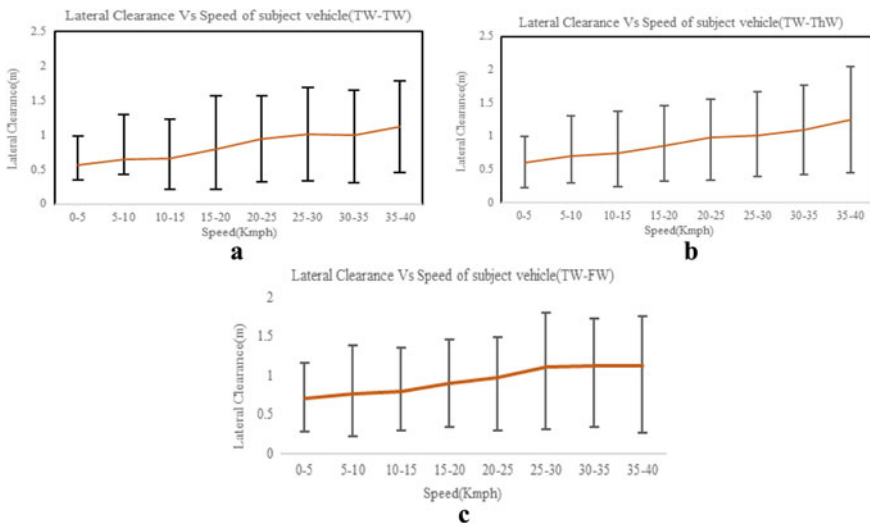 Lateral Clearance Vs Speed of subject vehicle(TW-TW)
2.5
2
1.5
1
0.5
0
Lateral Clearance(m)
0-5 5-10 10-15 15-20 20-25 25-30 30-35 35-40
Speed(Kmph)
a
Lateral Clearance Vs Speed of subject vehicle(TW-ThW)
2.5
2
1.5
1
0.5
0
Lateral Clearance(m)
0-5 5-10 10-15 15-20 20-25 25-30 30-35 35-40
Speed(Kmph)
b
Lateral Clearance Vs Speed of subject vehicle(TW-FW)
2
1.5
1
0.5
0
Lateral Clearance(m)
0-5 5-10 10-15 15-20 20-25 25-30 30-35 35-40
Speed(Kmph)
c